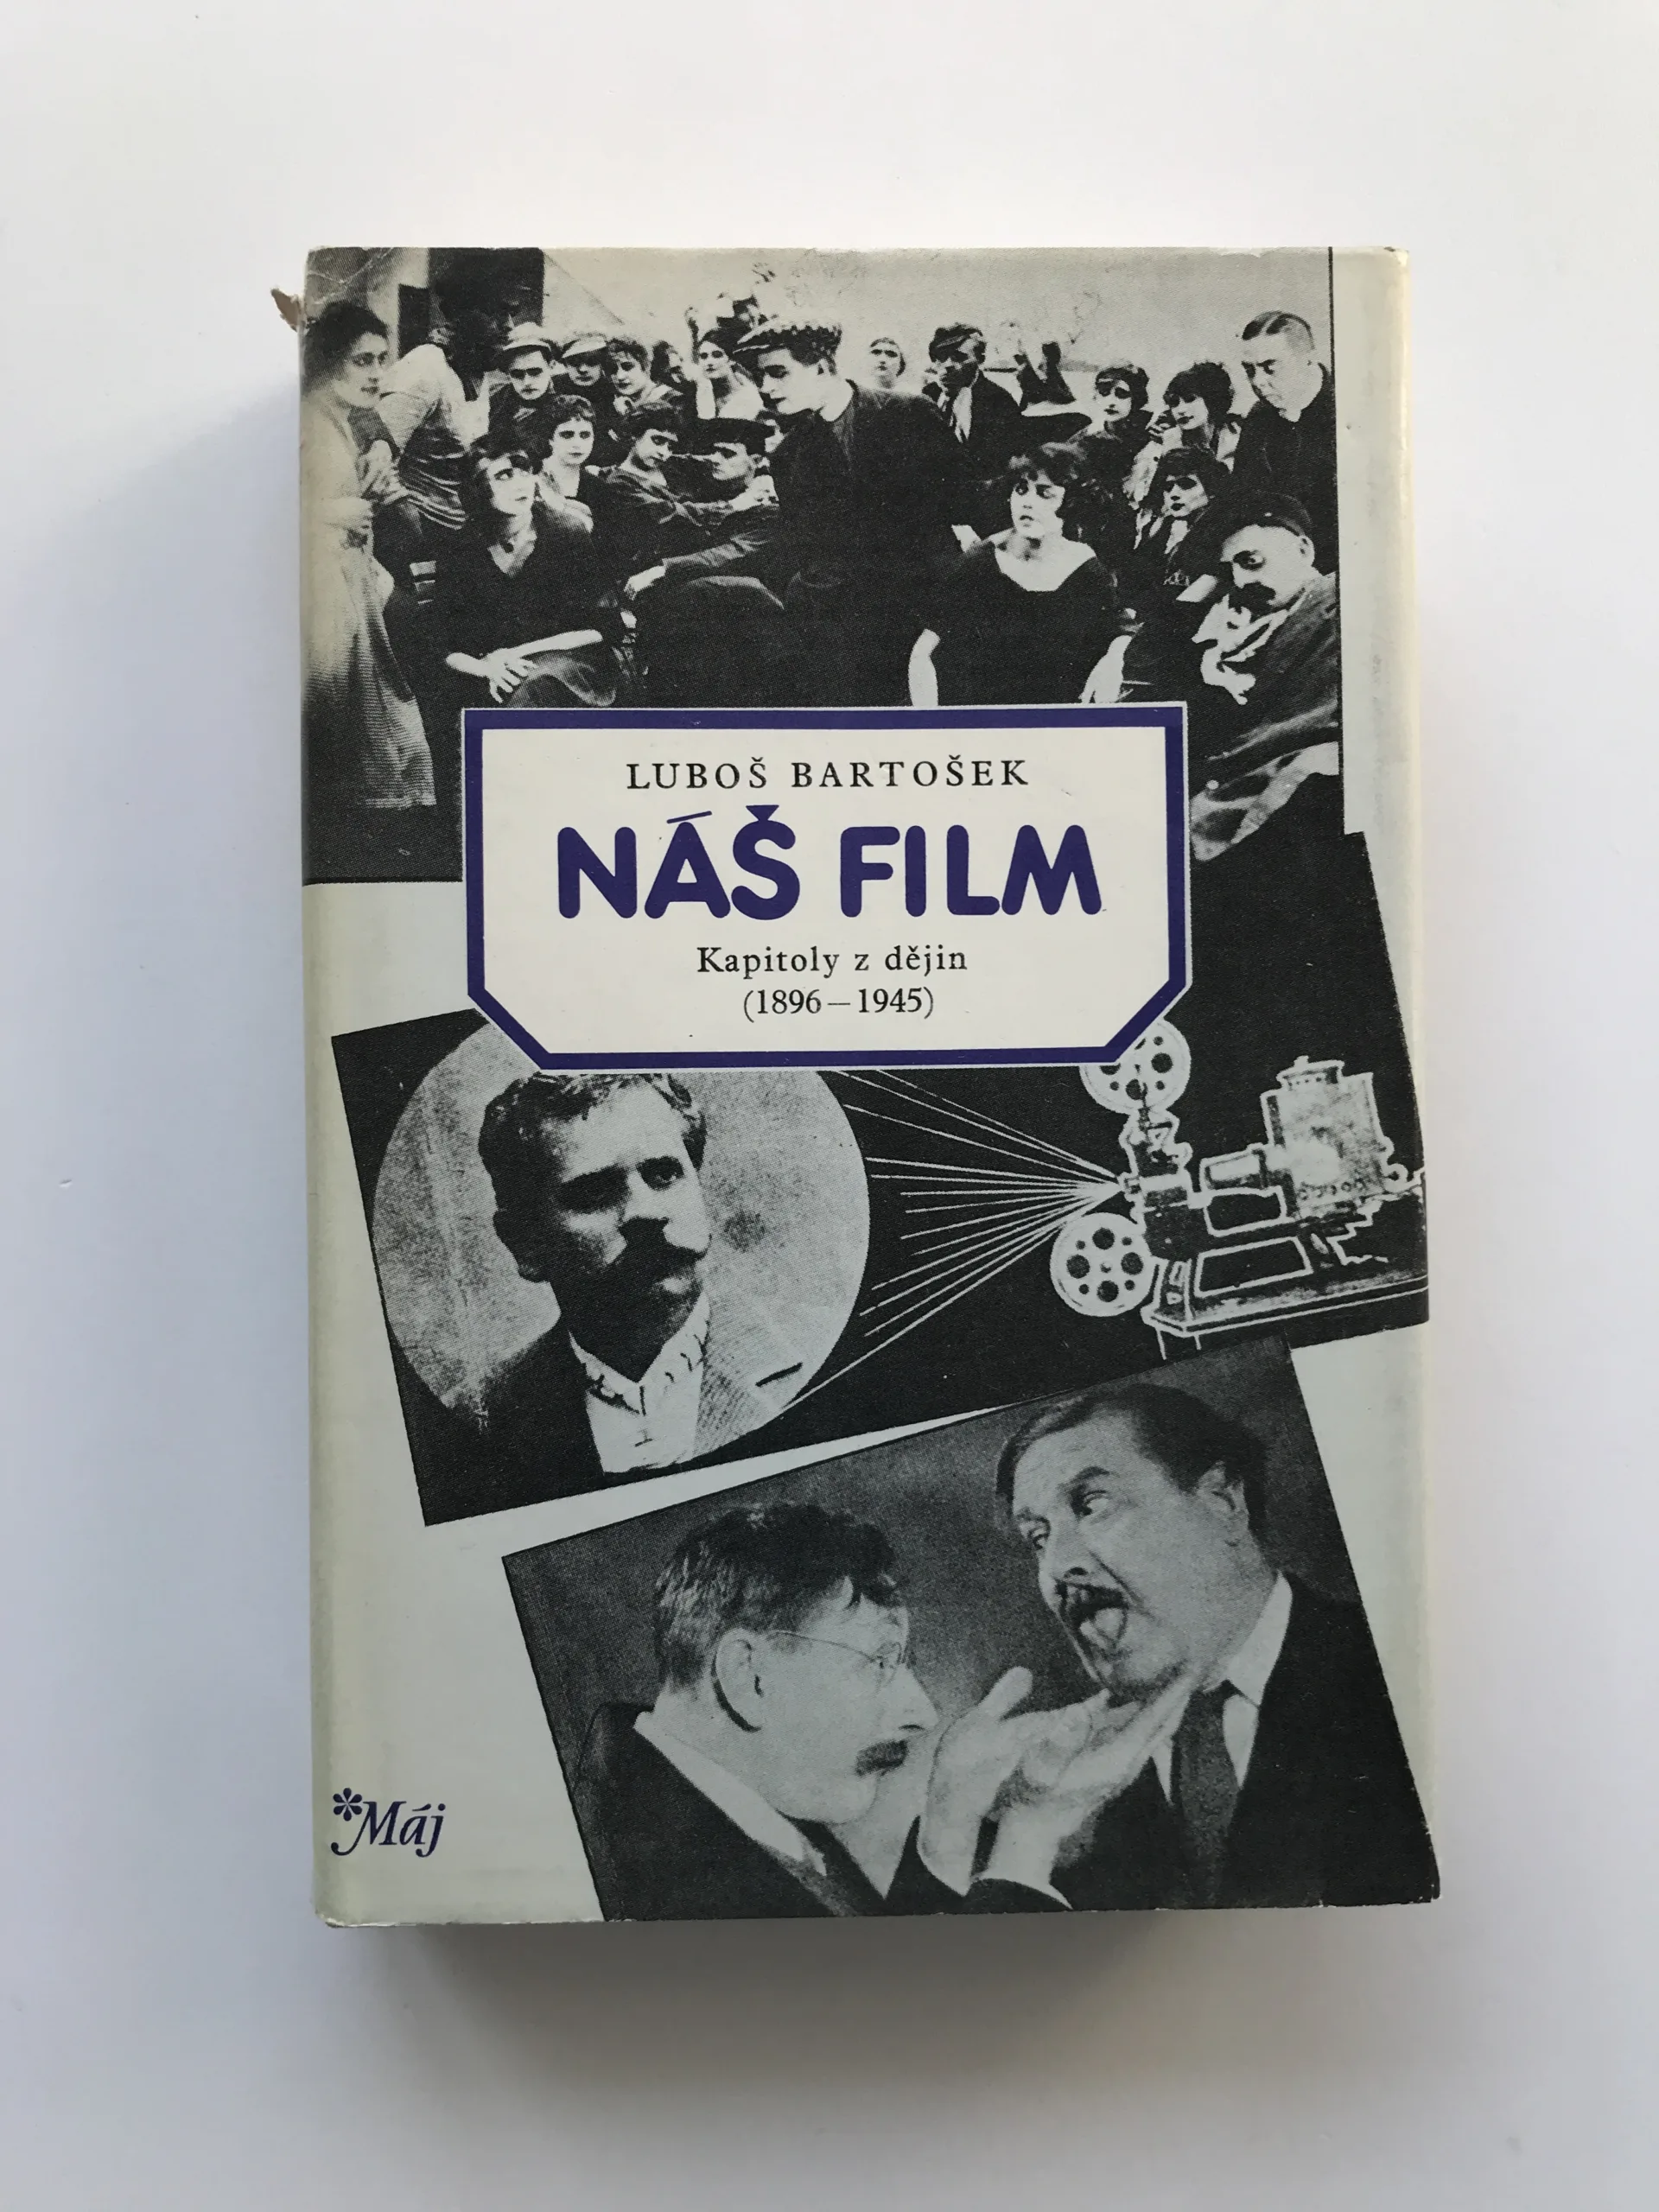 LUBOŠ BARTOŠEK
NÁŠ FILM
Kapitoly z dějin
(1896–1945)
*Máj